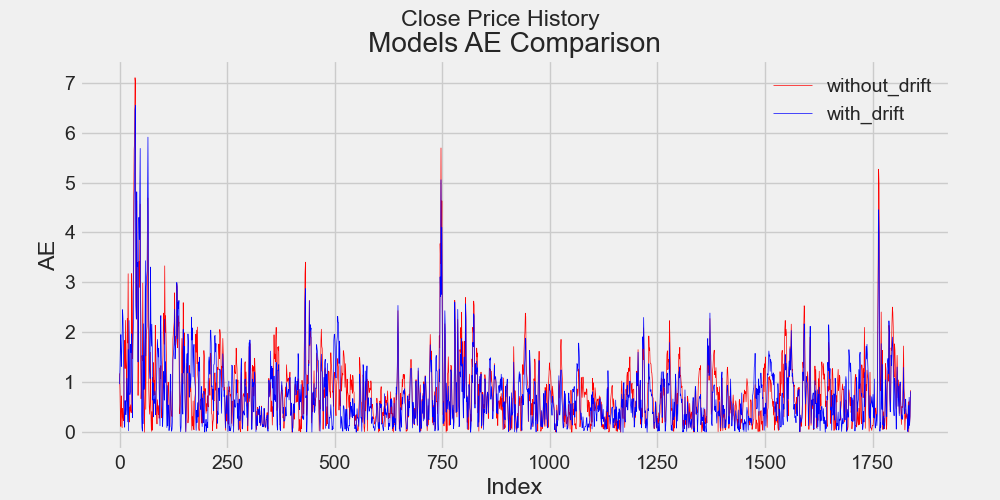 Close Price History
Models AE Comparison
without_drift
with_drift
AE
7
6
5
4
3
2
1
0
0 250 500 750 1000 1250 1500 1750
Index